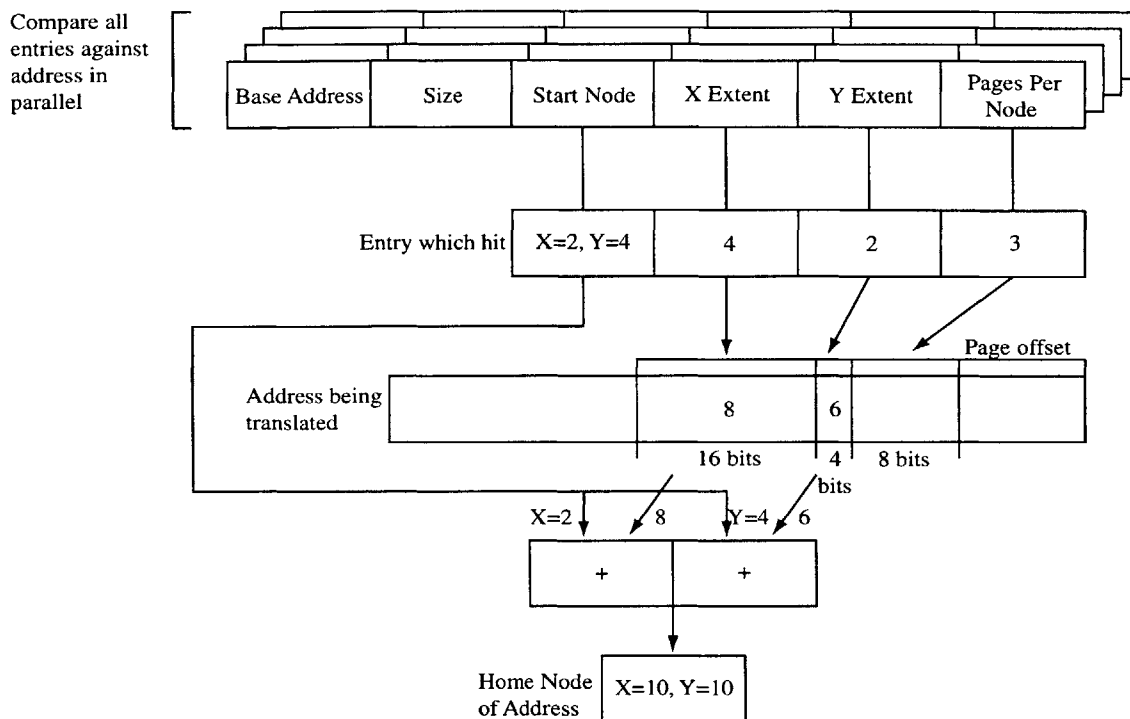 Compare all
entries against
address in
parallel
Base Address
Size
Start Node
X Extent
Y Extent
Pages Per
Node
Entry which hit
X=2, Y=4
4
2
3
Page offset
Address being
translated
8
6
16 bits
4
bits
8 bits
X=2
8
Y=4
6
+
+
Home Node
of Address
X=10, Y=10